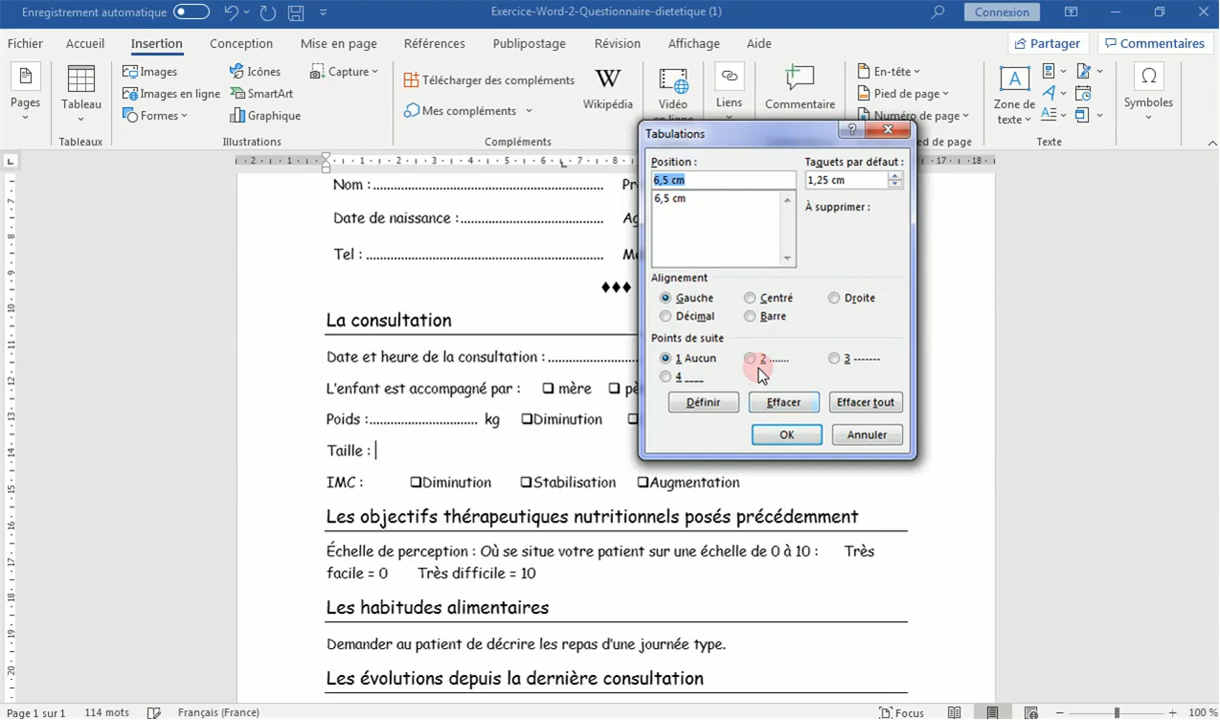 Enregistrement automatique
Exercice-Word-2-Questionnaire-dietetique (1)
Connexion
Fichier Accueil Insertion Conception Mise en page Références Publipostage Révision Affichage Aide
Partager Commentaires
Pages
Tableau
Tableaux
Images
Images en ligne
Formes
Icônes
SmartArt
Graphique
Capture
Illustrations
Télécharger des compléments
Mes compléments
Wikipédia
Compléments
Vidéo
en ligne
Liens
Commentaire
En-tête
Pied de page
Numéro de page
d de page
Zone de
texte
Texte
Symboles
Tabulations
Position :
6,5 cm
6,5 cm
Taquets par défaut :
1,25 cm
À supprimer :
Alignement
Gauche Centré Droite
Décimal Barre
Points de suite
1 Aucun 2 ....... 3 -------
4 ____
Définir Effacer Effacer tout
OK Annuler
Nom :............................................................ Pr
Date de naissance :..................................... Ag
Tel : ............................................................. Me
♦♦♦
La consultation
Date et heure de la consultation : ........................
L'enfant est accompagné par : ❑ mère ❑ pè
Poids :............................ kg ❑Diminution ❑
Taille :
IMC : ❑Diminution ❑Stabilisation ❑Augmentation
Les objectifs thérapeutiques nutritionnels posés précédemment
Échelle de perception : Où se situe votre patient sur une échelle de 0 à 10 : Très
facile = 0 Très difficile = 10
Les habitudes alimentaires
Demander au patient de décrire les repas d'une journée type.
Les évolutions depuis la dernière consultation
Page 1 sur 1 114 mots Français (France) Focus 100 %